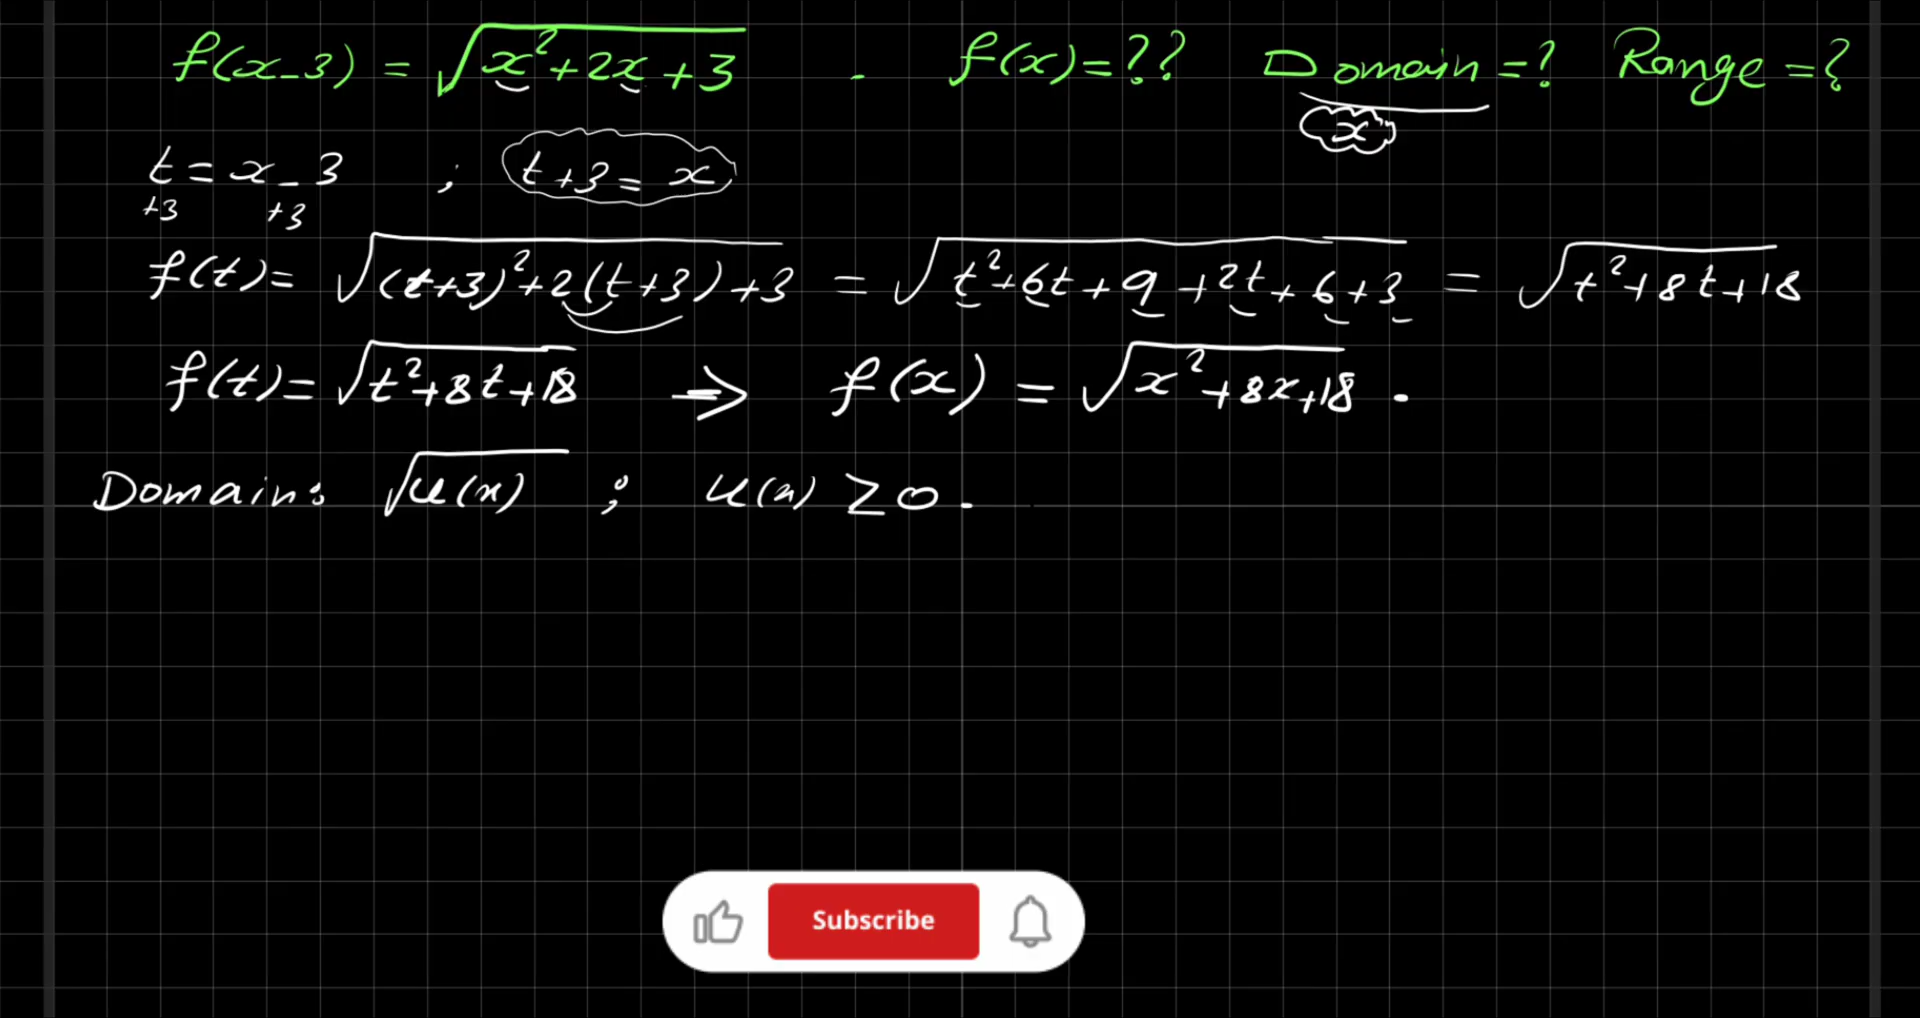 f(x-3) = √(x²+2x+3) . f(x)=?? Domain=? Range=?
x
t = x-3 ; t+3 = x
+3 +3
f(t)= √((t+3)²+2(t+3)+3) = √(t²+6t+9+2t+6+3) = √(t²+8t+18)
f(t)= √(t²+8t+18) ⇒ f(x) = √(x²+8x+18) .
Domain: √u(x) ; u(x) ≥ 0.
Subscribe